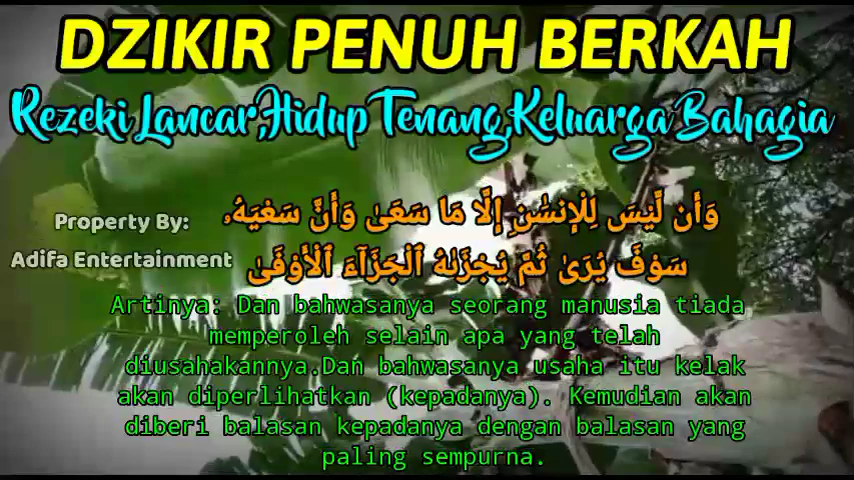 DZIKIR PENUH BERKAH
Rezeki Lancar,Hidup Tenang,Keluarga Bahagia
وَأَن لَّيْسَ لِلْإِنسَٰنِ إِلَّا مَا سَعَىٰ وَأَنَّ سَعْيَهُۥ
سَوْفَ يُرَىٰ ثُمَّ يُجْزَىٰهُ ٱلْجَزَآءَ ٱلْأَوْفَىٰ
Property By:
Adifa Entertainment
Artinya: Dan bahwasanya seorang manusia tiada
memperoleh selain apa yang telah
diusahakannya.Dan bahwasanya usaha itu kelak
akan diperlihatkan (kepadanya). Kemudian akan
diberi balasan kepadanya dengan balasan yang
paling sempurna.